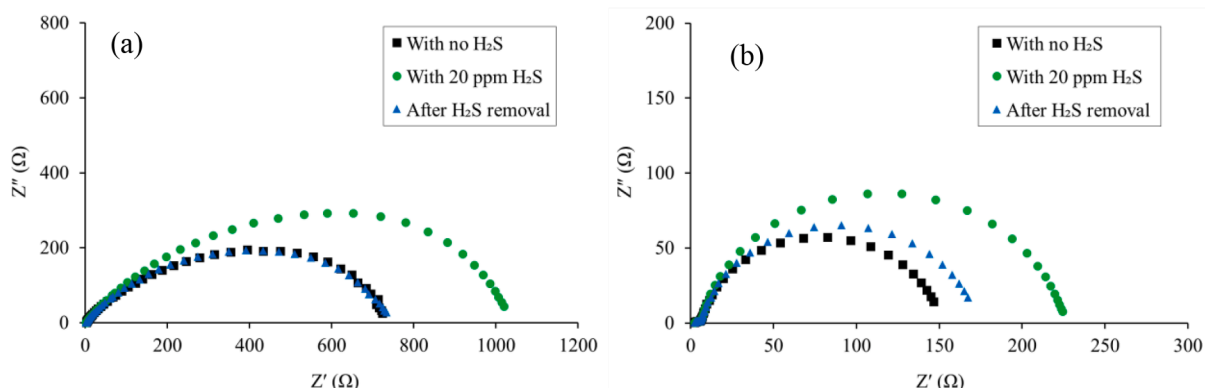 (a)
800
600
400
200
0
Z″ (Ω)
0 200 400 600 800 1000 1200
Z′ (Ω)
With no H₂S
With 20 ppm H₂S
After H₂S removal
(b)
200
150
100
50
0
Z″ (Ω)
0 50 100 150 200 250 300
Z′ (Ω)
With no H₂S
With 20 ppm H₂S
After H₂S removal